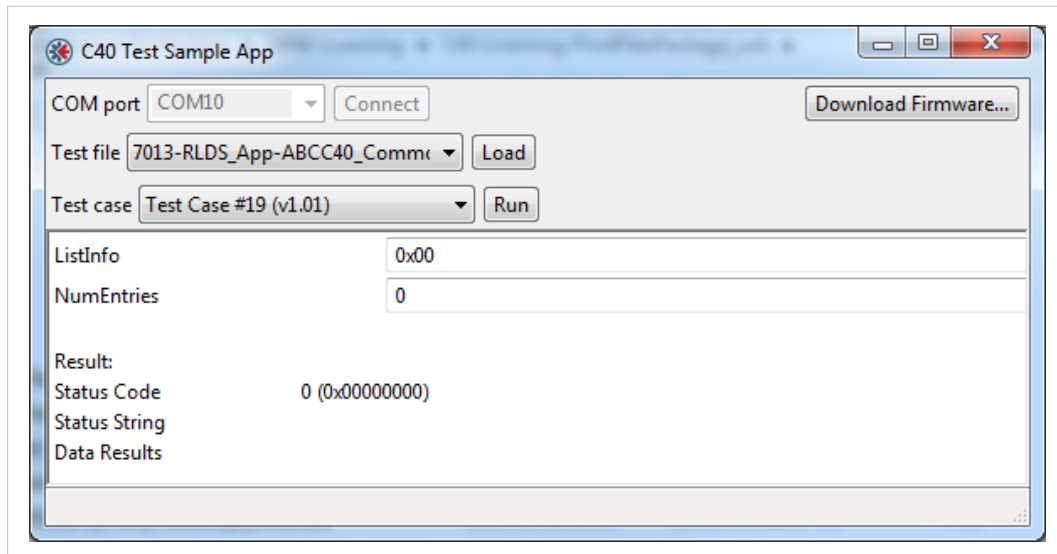 C40 Test Sample App
COM port COM10 Connect Download Firmware...
Test file 7013-RLDS_App-ABCC40_Comm Load
Test case Test Case #19 (v1.01) Run
ListInfo 0x00
NumEntries 0
Result:
Status Code 0 (0x00000000)
Status String
Data Results